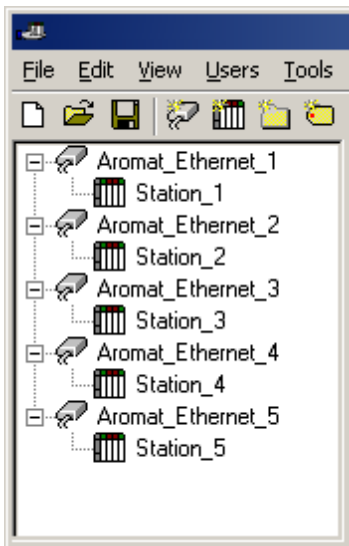 File Edit View Users Tools
Aromat_Ethernet_1
Station_1
Aromat_Ethernet_2
Station_2
Aromat_Ethernet_3
Station_3
Aromat_Ethernet_4
Station_4
Aromat_Ethernet_5
Station_5